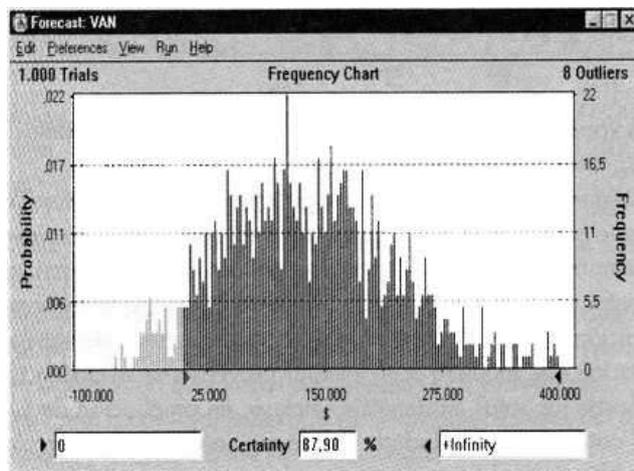 Forecast: VAN
Edit Preferences View Run Help
1.000 Trials Frequency Chart 8 Outliers
,022 22
,017 16,5
,011 11
,006 5,5
,000 0
Probability
Frequency
-100.000 25.000 150.000 275.000 400.000
$
0 Certainty 87,90 % +Infinity